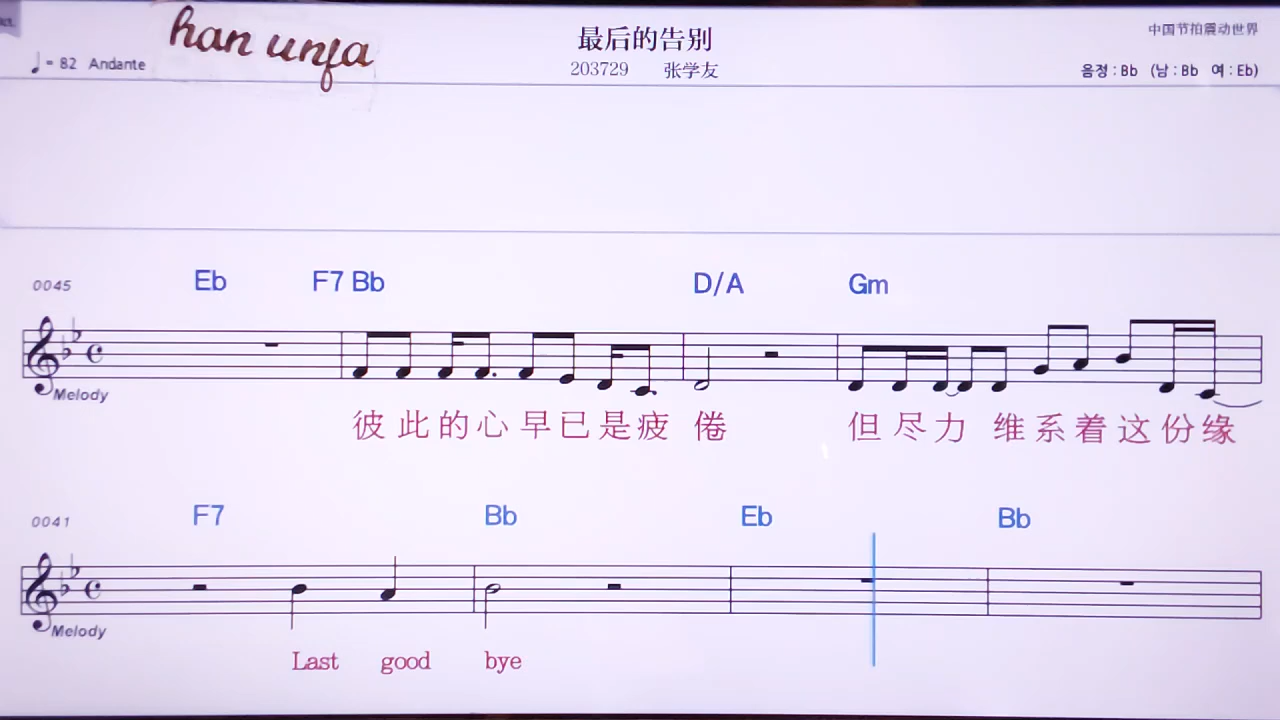 han unfa
最后的告别
中国节拍震动世界
♩= 82 Andante
203729 张学友
음정 : Bb (남 : Bb 여 : Eb)
0045 Eb F7 Bb D/A Gm
Melody
彼此的心早已是疲倦 但尽力维系着这份缘
0041 F7 Bb Eb Bb
Melody
Last good bye